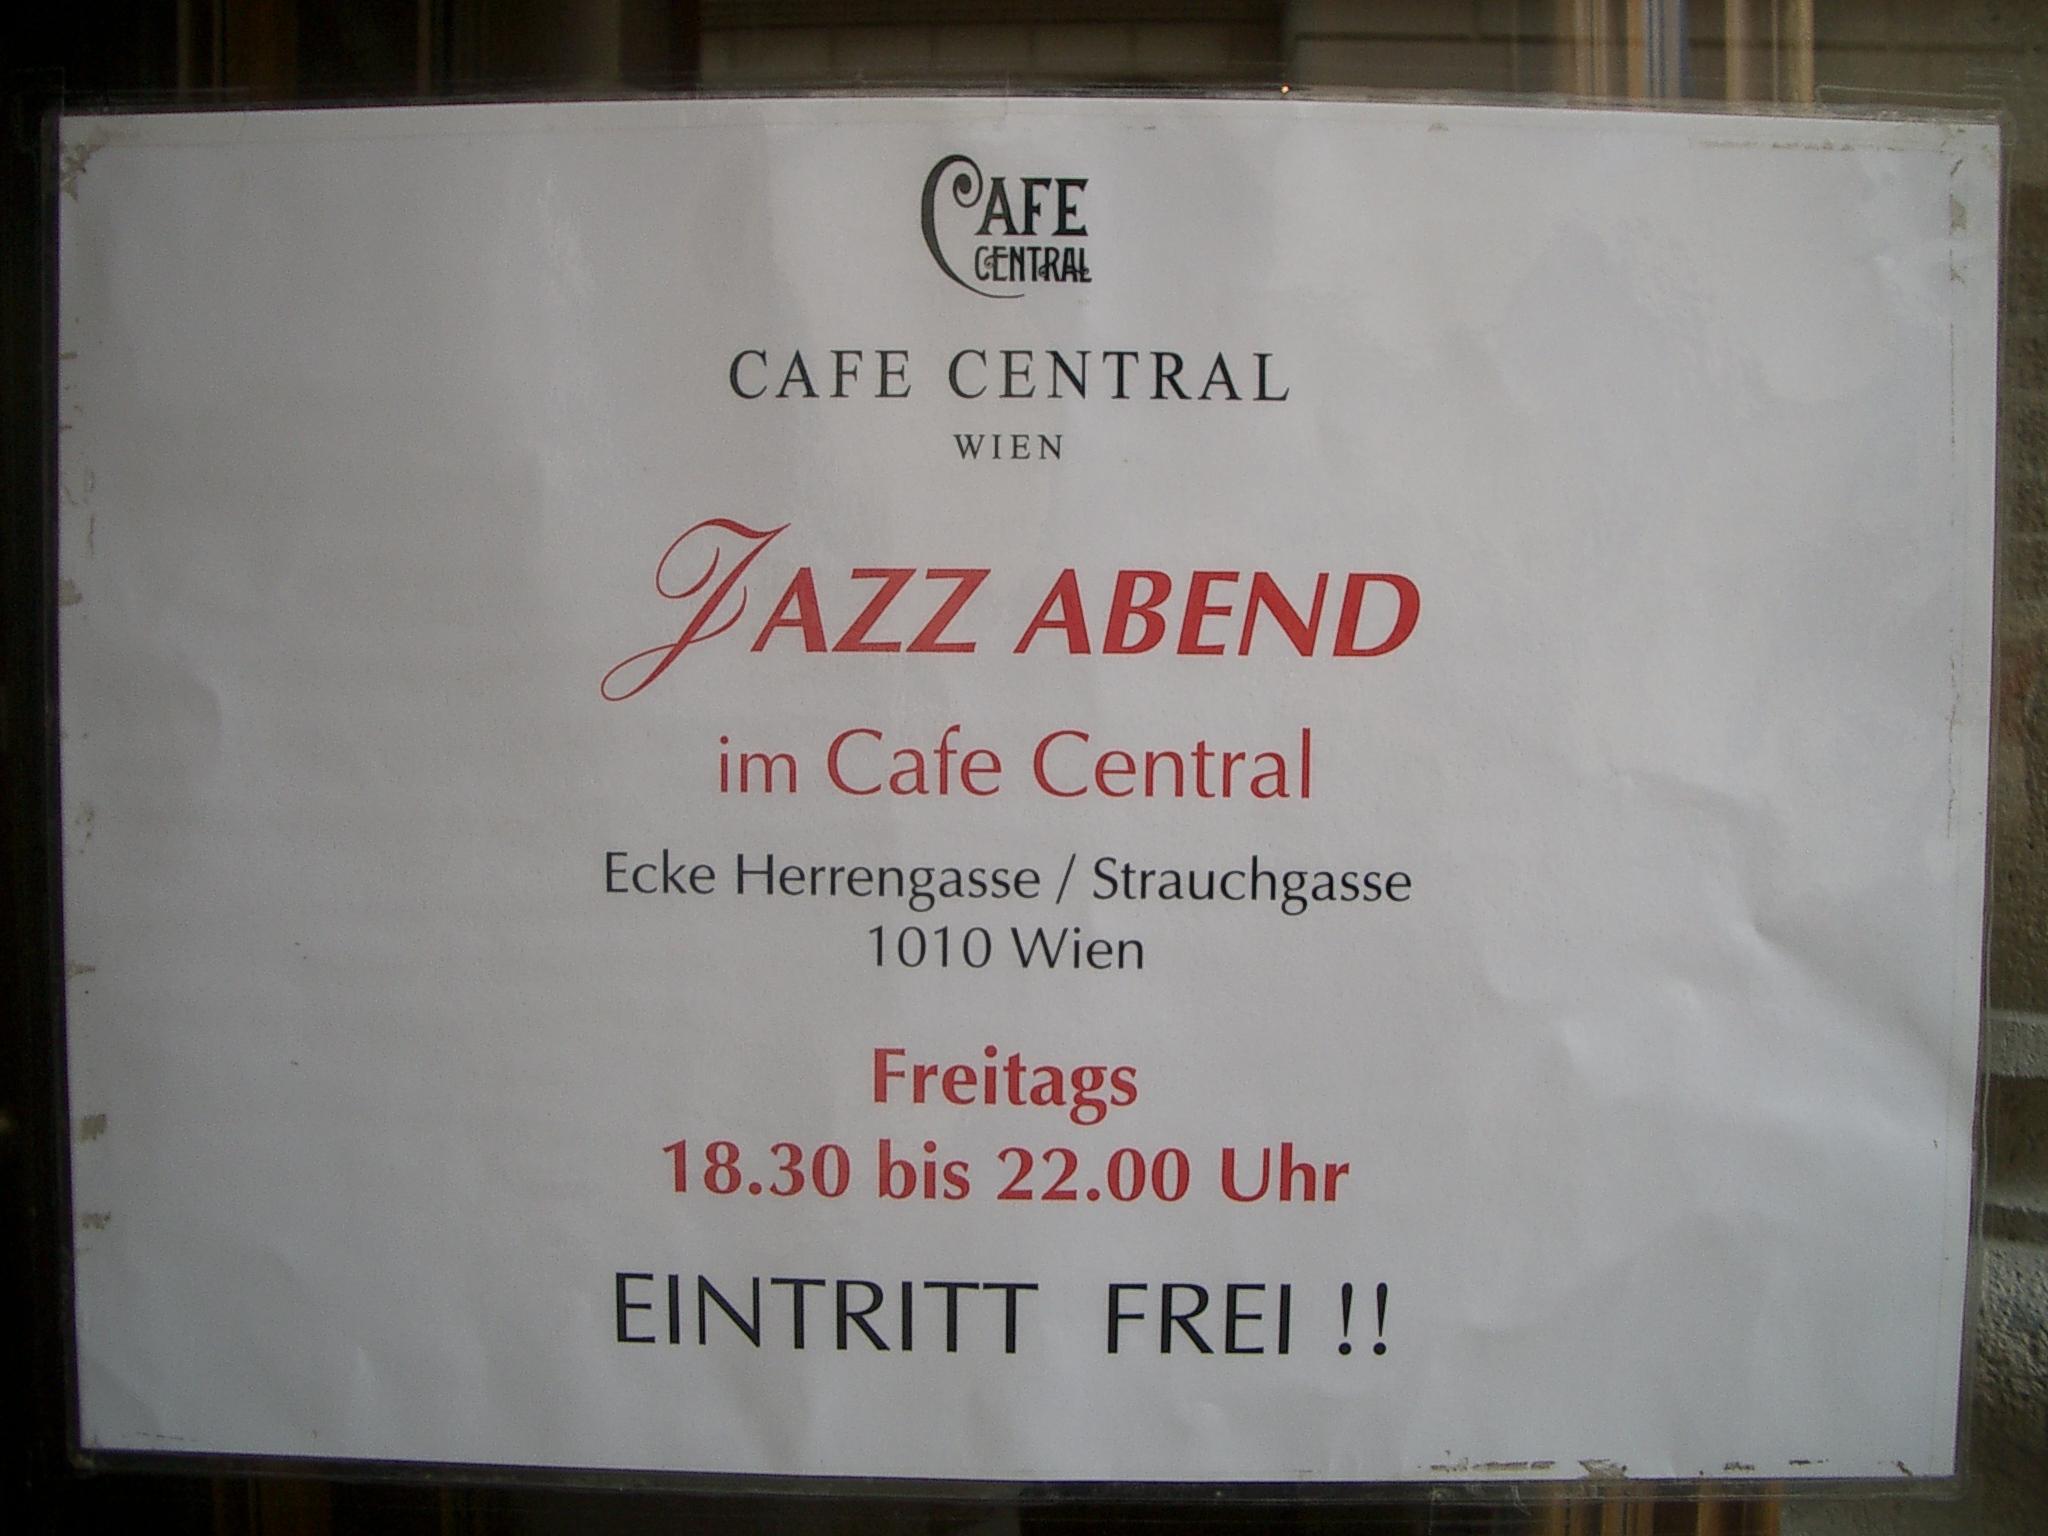 CAFE
CENTRAL
CAFE CENTRAL
WIEN
JAZZ ABEND
im Cafe Central
Ecke Herrengasse / Strauchgasse
1010 Wien
Freitags
18.30 bis 22.00 Uhr
EINTRITT FREI !!